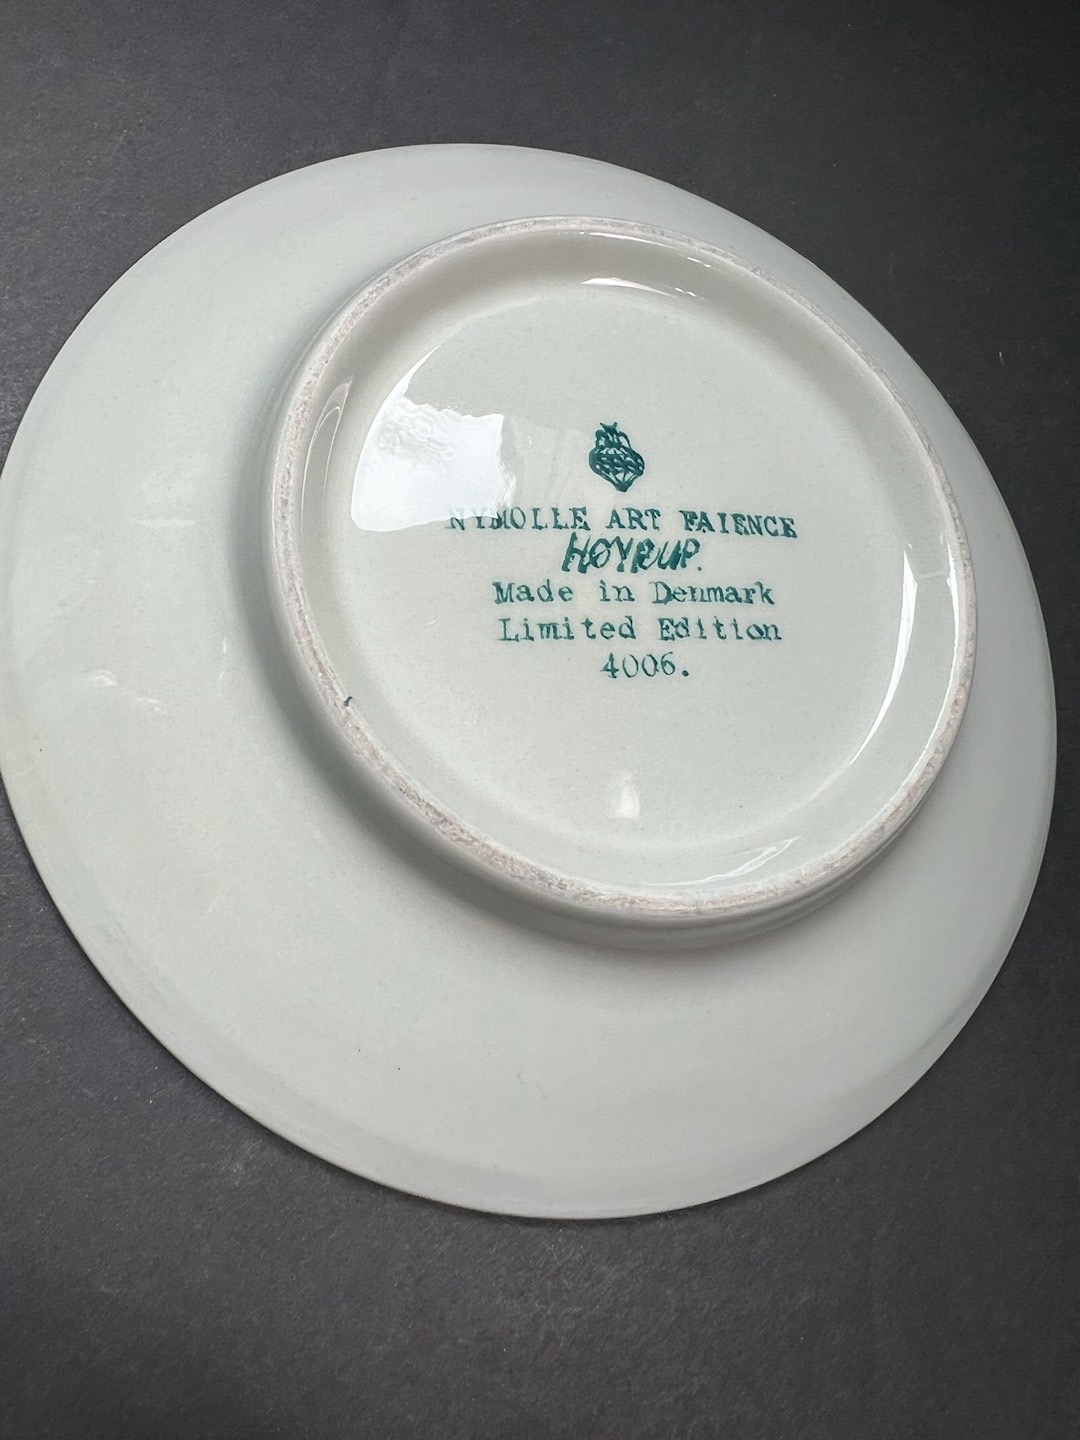 NYMOLLE ART FAIENCE
HOYRUP.
Made in Denmark
Limited Edition
4006.